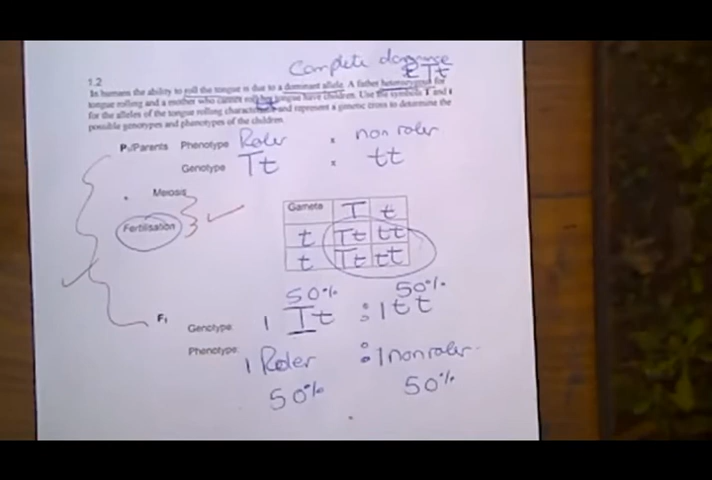 Complete
Tt
1.2
In humans the ability to roll the tongue is due to a dominant allele. A father heterozygous for
tongue rolling and a mother who cannot roll her tongue have children. Use the symbols T and t
for the alleles of the tongue rolling and represent a genetic cross to determine the
possible genotypes and phenotypes of the children.
P₁/Parents Phenotype Roler x non roler
Genotype Tt x tt
Meiosis
Fertilisation
Gamete T t
t Tt tt
t Tt tt
50% 50%
F₁ Genotype: 1 Tt : 1 tt
Phenotype: 1 Roler : 1 nonroler
50% 50%